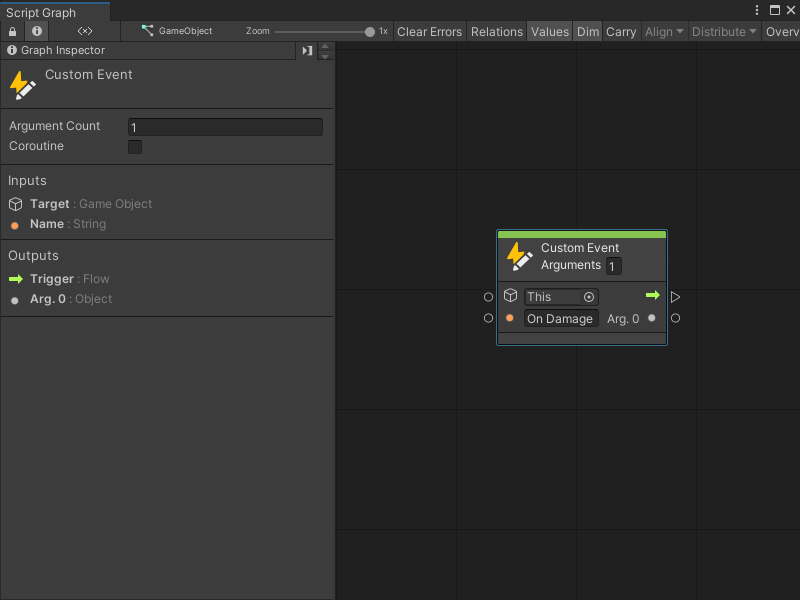 Script Graph
GameObject Zoom 1x Clear Errors Relations Values Dim Carry Align Distribute Overv
Graph Inspector
Custom Event
Argument Count 1
Coroutine
Inputs
Target : Game Object
Name : String
Outputs
Trigger : Flow
Arg. 0 : Object
Custom Event
Arguments 1
This
On Damage Arg. 0